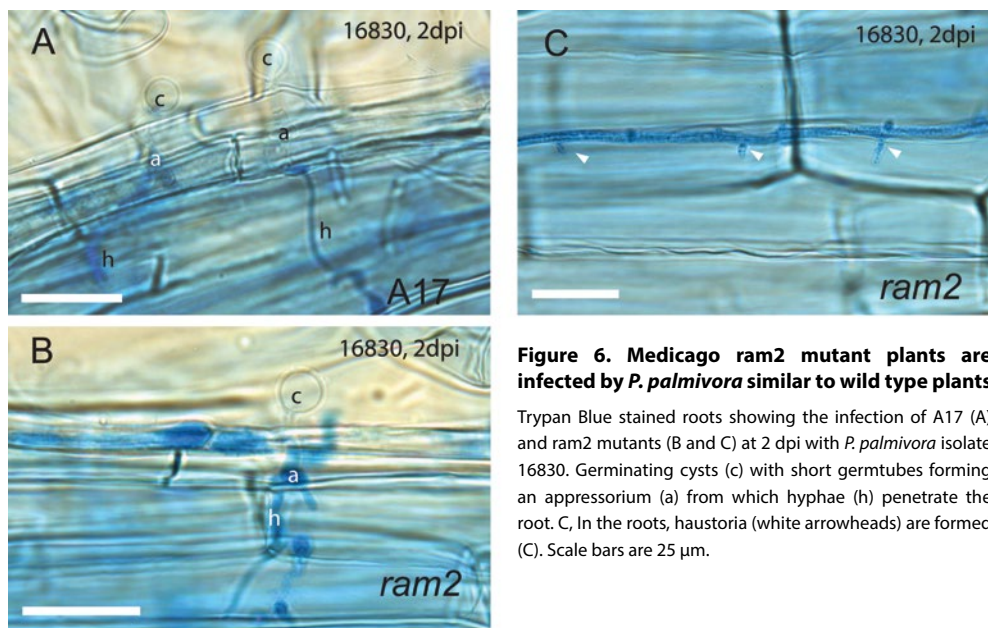 A
16830, 2dpi
c
c
a
a
h
h
A17
B
16830, 2dpi
c
a
h
ram2
C
16830, 2dpi
ram2
Figure 6. Medicago ram2 mutant plants are
infected by P. palmivora similar to wild type plants
Trypan Blue stained roots showing the infection of A17 (A)
and ram2 mutants (B and C) at 2 dpi with P. palmivora isolate
16830. Germinating cysts (c) with short germtubes forming
an appressorium (a) from which hyphae (h) penetrate the
root. C, In the roots, haustoria (white arrowheads) are formed
(C). Scale bars are 25 µm.